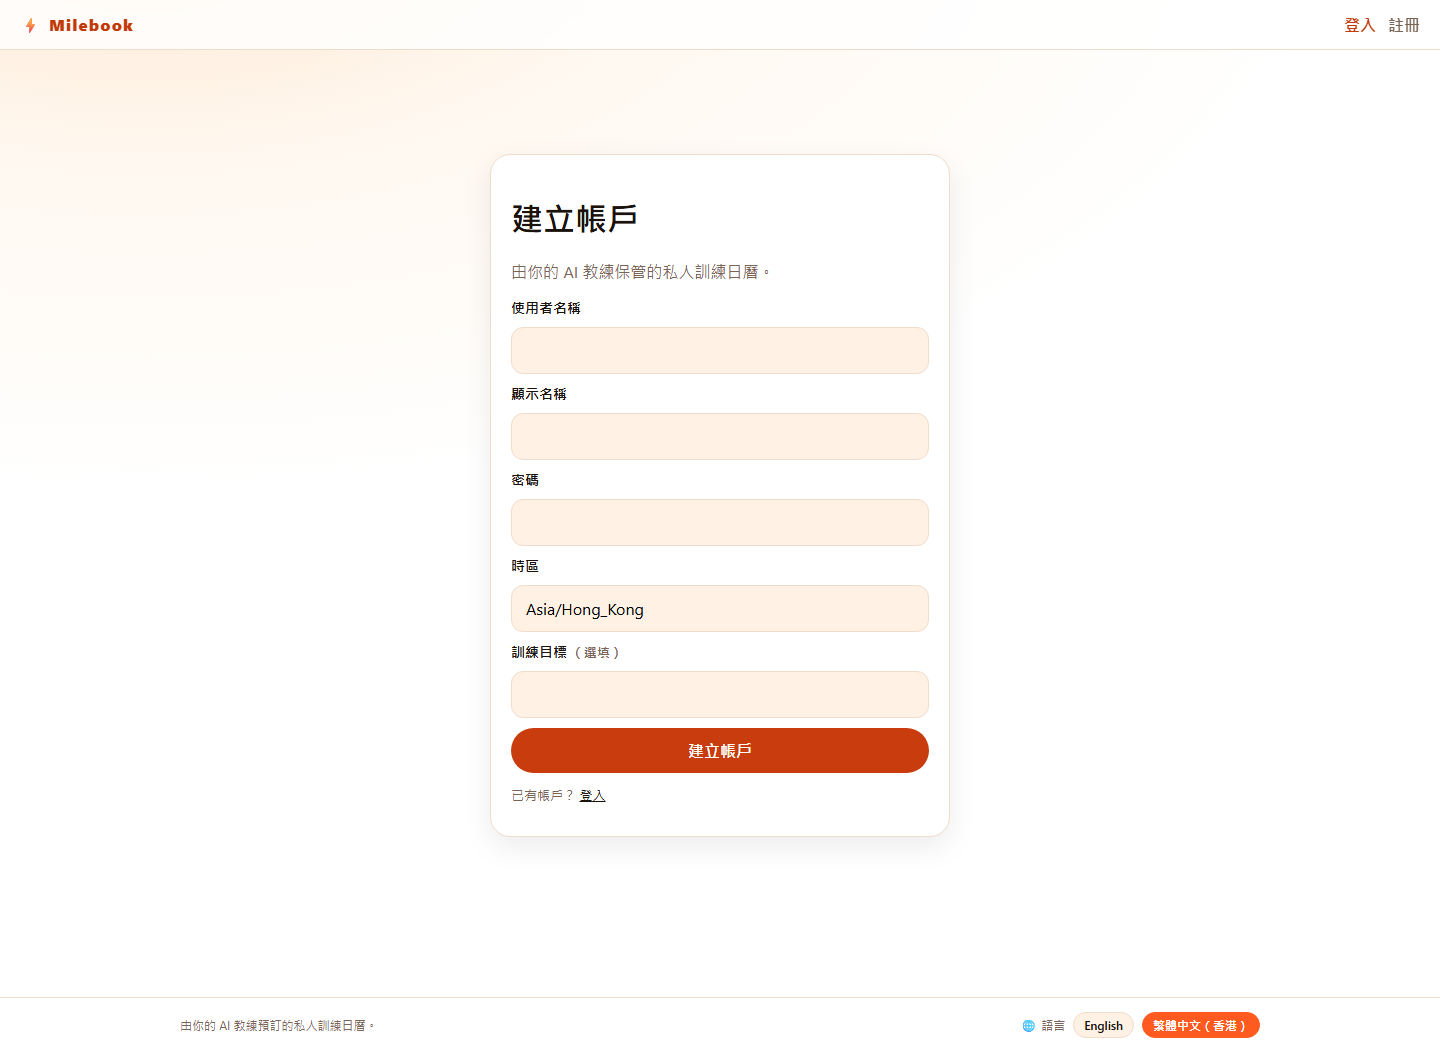 Milebook
登入 註冊
建立帳戶
由你的 AI 教練保管的私人訓練日曆。
使用者名稱
顯示名稱
密碼
時區
Asia/Hong_Kong
訓練目標（選填）
建立帳戶
已有帳戶？ 登入
由你的 AI 教練預訂的私人訓練日曆。
語言 English 繁體中文（香港）